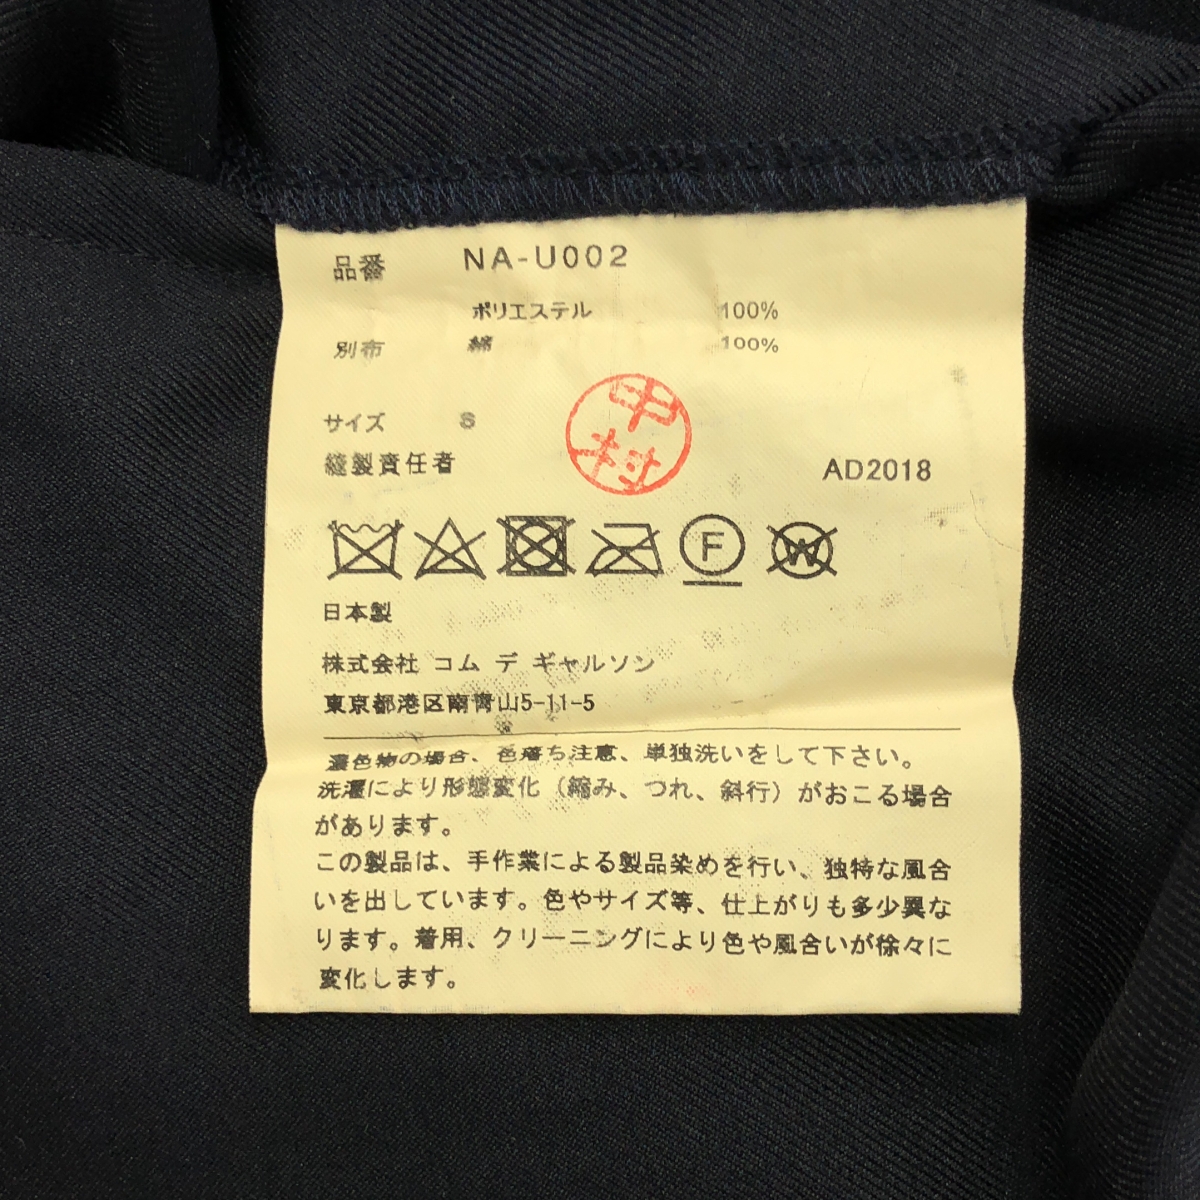 品番 NA-U002
ポリエステル 100%
別布 綿 100%
サイズ S
中村
縫製責任者 AD2018
F W
日本製
株式会社 コム デ ギャルソン
東京都港区南青山5-11-5
濃色物の場合、色落ち注意、単独洗いをして下さい。
洗濯により形態変化（縮み、つれ、斜行）がおこる場合
があります。
この製品は、手作業による製品染めを行い、独特な風合
いを出しています。色やサイズ等、仕上がりも多少異な
ります。着用、クリーニングにより色や風合いが徐々に
変化します。